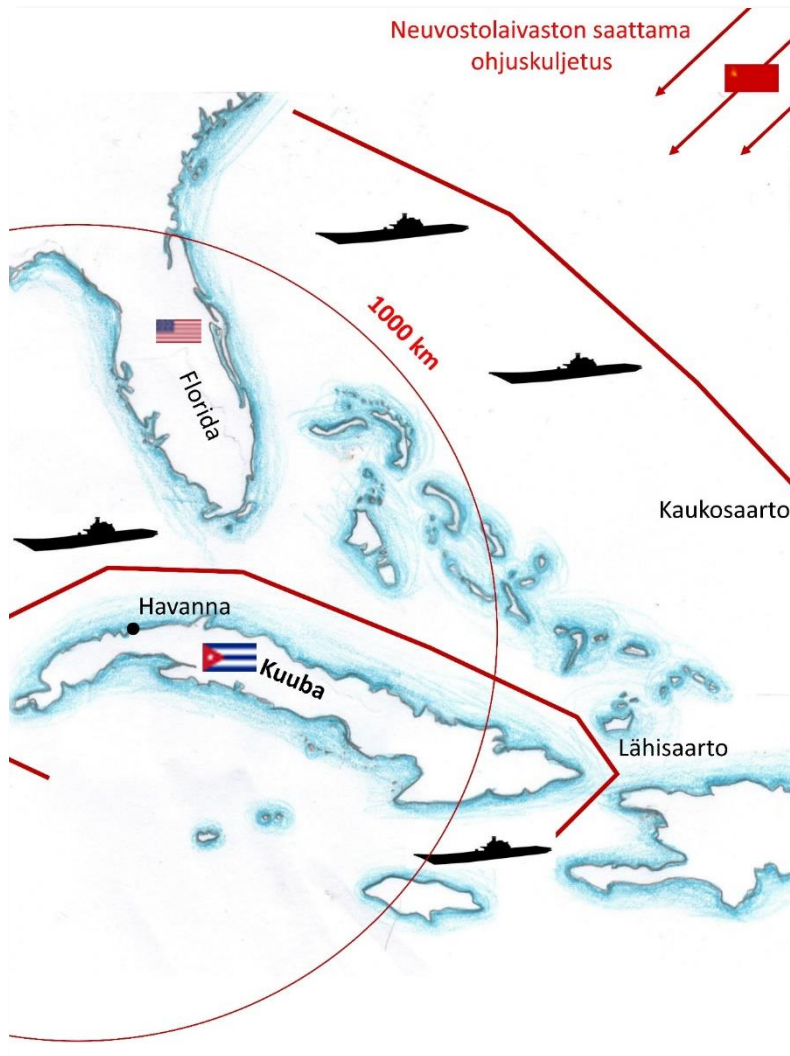 Neuvostolaivaston saattama
ohjuskuljetus
1000 km
Florida
Kaukosaarto
Havanna
Kuuba
Lähisaarto